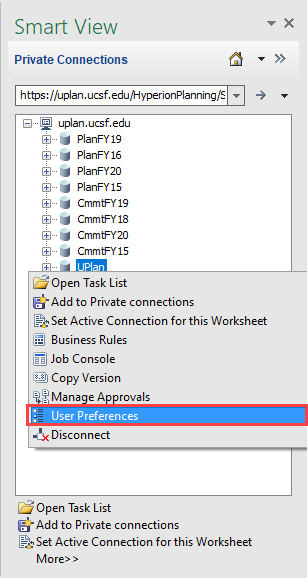 Smart View
Private Connections
https://uplan.ucsf.edu/HyperionPlanning/S
uplan.ucsf.edu
PlanFY19
PlanFY16
PlanFY20
PlanFY15
CmmtFY19
CmmtFY18
CmmtFY20
CmmtFY15
UPlan
Open Task List
Add to Private connections
Set Active Connection for this Worksheet
Business Rules
Job Console
Copy Version
Manage Approvals
User Preferences
Disconnect
Open Task List
Add to Private connections
Set Active Connection for this Worksheet
More>>